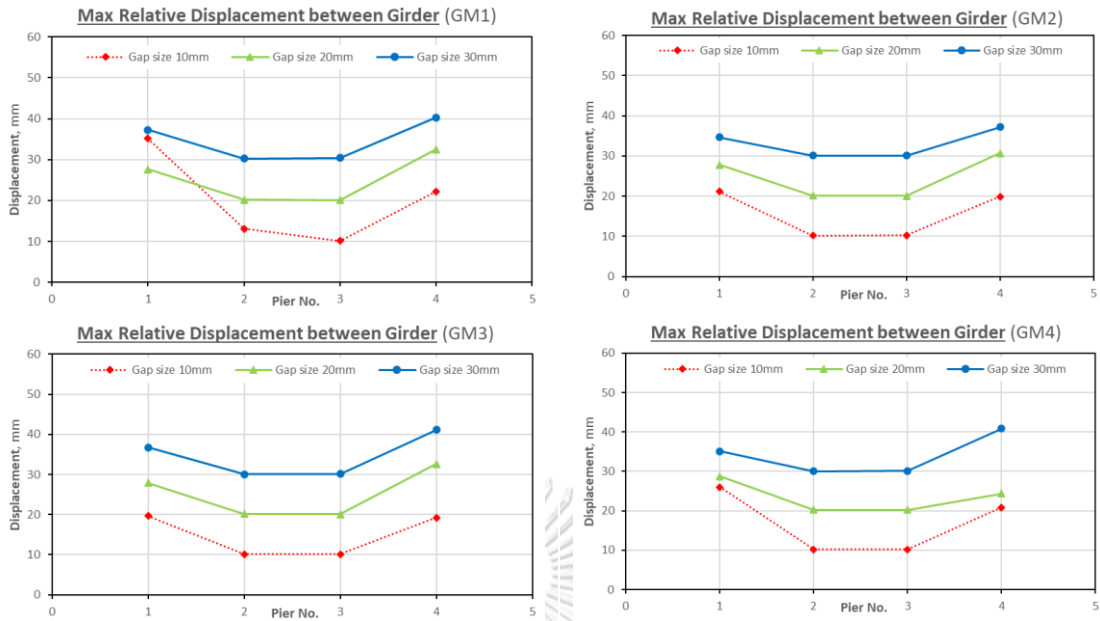 Max Relative Displacement between Girder (GM1)
Gap size 10mm Gap size 20mm Gap size 30mm
Displacement, mm
60
50
40
30
20
10
0
0 1 2 3 4 5
Pier No.
Max Relative Displacement between Girder (GM2)
Gap size 10mm Gap size 20mm Gap size 30mm
Displacement, mm
60
50
40
30
20
10
0
0 1 2 3 4 5
Pier No.
Max Relative Displacement between Girder (GM3)
Gap size 10mm Gap size 20mm Gap size 30mm
Displacement, mm
60
50
40
30
20
10
0
0 1 2 3 4 5
Pier No.
Max Relative Displacement between Girder (GM4)
Gap size 10mm Gap size 20mm Gap size 30mm
Displacement, mm
60
50
40
30
20
10
0
0 1 2 3 4 5
Pier No.